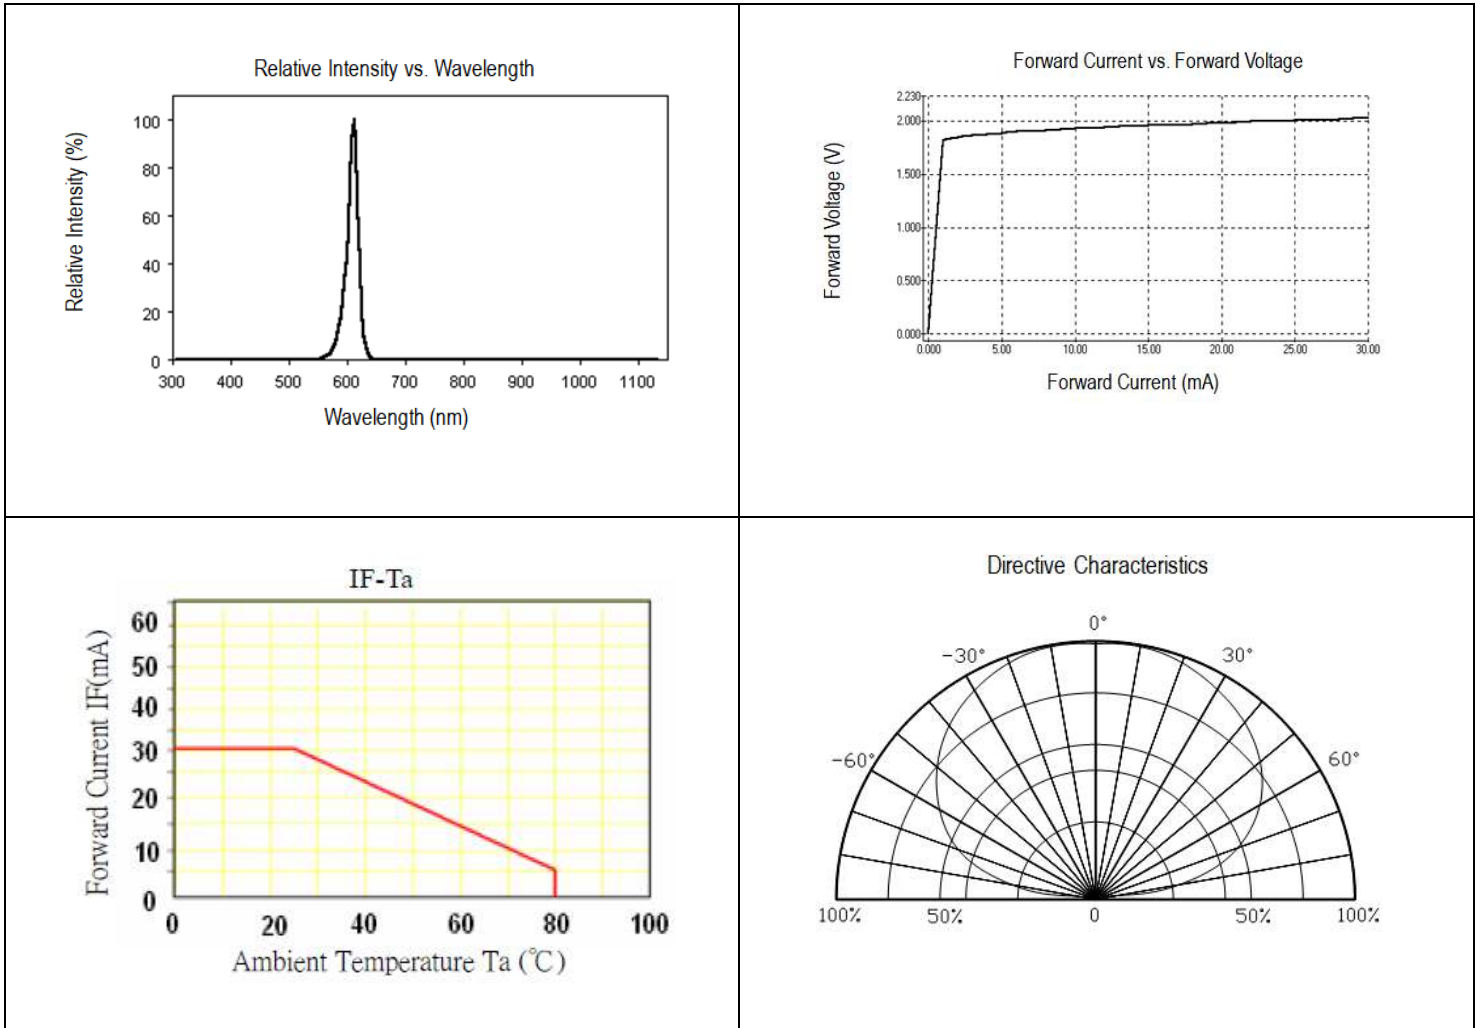 Relative Intensity vs. Wavelength
Relative Intensity (%)
100
80
60
40
20
0
300 400 500 600 700 800 900 1000 1100
Wavelength (nm)
Forward Current vs. Forward Voltage
Forward Voltage (V)
2.230
2.000
1.500
1.000
0.500
0.000
0.000 5.00 10.00 15.00 20.00 25.00 30.00
Forward Current (mA)
IF-Ta
Forward Current IF(mA)
60
50
40
30
20
10
0
0 20 40 60 80 100
Ambient Temperature Ta (℃)
Directive Characteristics
0°
-30° 30°
-60° 60°
100% 50% 0 50% 100%